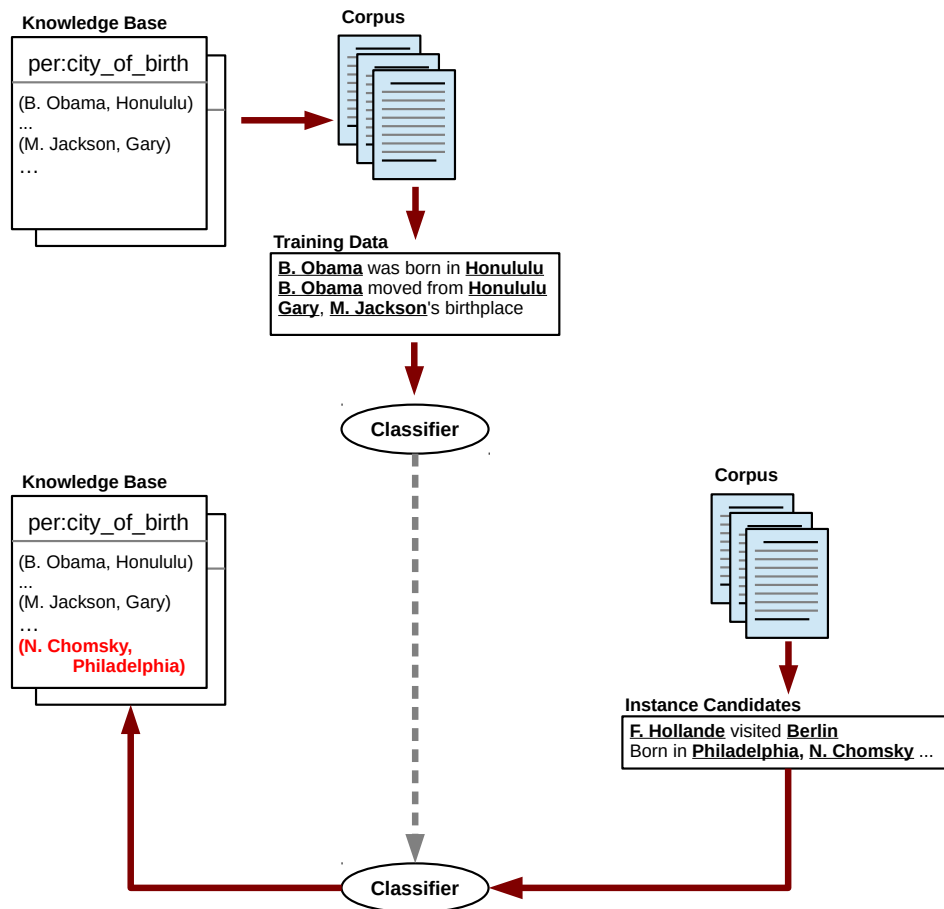 Knowledge Base
per:city_of_birth
(B. Obama, Honululu)
...
(M. Jackson, Gary)
...
Corpus
Training Data
B. Obama was born in Honululu
B. Obama moved from Honululu
Gary, M. Jackson's birthplace
Classifier
Knowledge Base
per:city_of_birth
(B. Obama, Honululu)
...
(M. Jackson, Gary)
...
(N. Chomsky,
Philadelphia)
Corpus
Instance Candidates
F. Hollande visited Berlin
Born in Philadelphia, N. Chomsky ...
Classifier